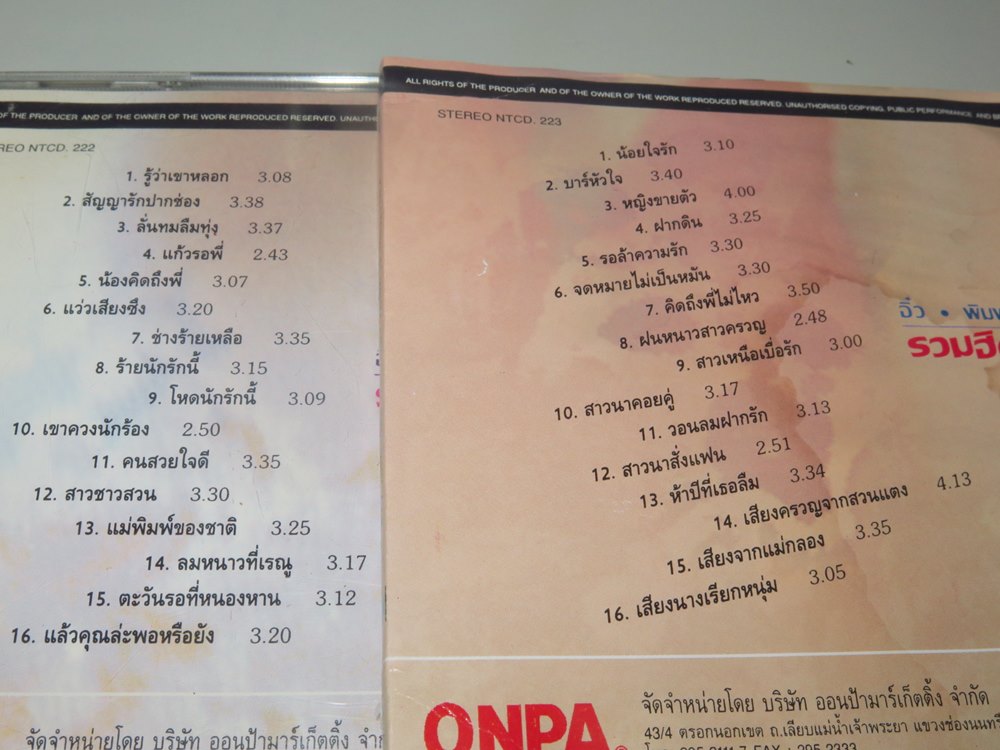 OF THE PRODUCER AND OF THE OWNER OF THE WORK REPRODUCED RESERVED.
REO NTCD. 222
1. รู้ว่าเขาหลอก 3.08
2. สัญญารักปากช่อง 3.38
3. ลั่นทมลืมทุ่ง 3.37
4. แก้วรอพี่ 2.43
5. น้องคิดถึงพี่ 3.07
6. แว่วเสียงซึง 3.20
7. ช่างร้ายเหลือ 3.35
8. ร้ายนักรักนี้ 3.15
9. โหดนักรักนี้ 3.09
10. เขาควงนักร้อง 2.50
11. คนสวยใจดี 3.35
12. สาวชาวสวน 3.30
13. แม่พิมพ์ของชาติ 3.25
14. ลมหนาวที่เรณู 3.17
15. ตะวันรอที่หนองหาน 3.12
16. แล้วคุณล่ะพอหรือยัง 3.20
จัดจำหน่ายโดย บริษัท ออนป้ามาร์เก็ตติ้ง
ALL RIGHTS OF THE PRODUCER AND OF THE OWNER OF THE WORK REPRODUCED RESERVED. UNAUTHORISED COPYING, PUBLIC PERFORMANCE AND
STEREO NTCD. 223
1. น้อยใจรัก 3.10
2. บาร์หัวใจ 3.40
3. หญิงขายตัว 4.00
4. ฝากดิน 3.25
5. รอล้าความรัก 3.30
6. จดหมายไม่เป็นหมัน 3.30
7. คิดถึงพี่ไม่ไหว 3.50
8. ฝนหนาวสาวครวญ 2.48
9. สาวเหนือเบื่อรัก 3.00
10. สาวนาคอยคู่ 3.17
11. วอนลมฝากรัก 3.13
12. สาวนาสั่งแฟน 2.51
13. ห้าปีที่เธอลืม 3.34
14. เสียงครวญจากสวนแตง 4.13
15. เสียงจากแม่กลอง 3.35
16. เสียงนางเรียกหนุ่ม 3.05
อิ๋ว • พิมพ
รวมฮิ
ONPA
จัดจำหน่ายโดย บริษัท ออนป้ามาร์เก็ตติ้ง จำกัด
43/4 ตรอกนอกเขต ถ.เลียบแม่น้ำเจ้าพระยา แขวงช่องนนทรี